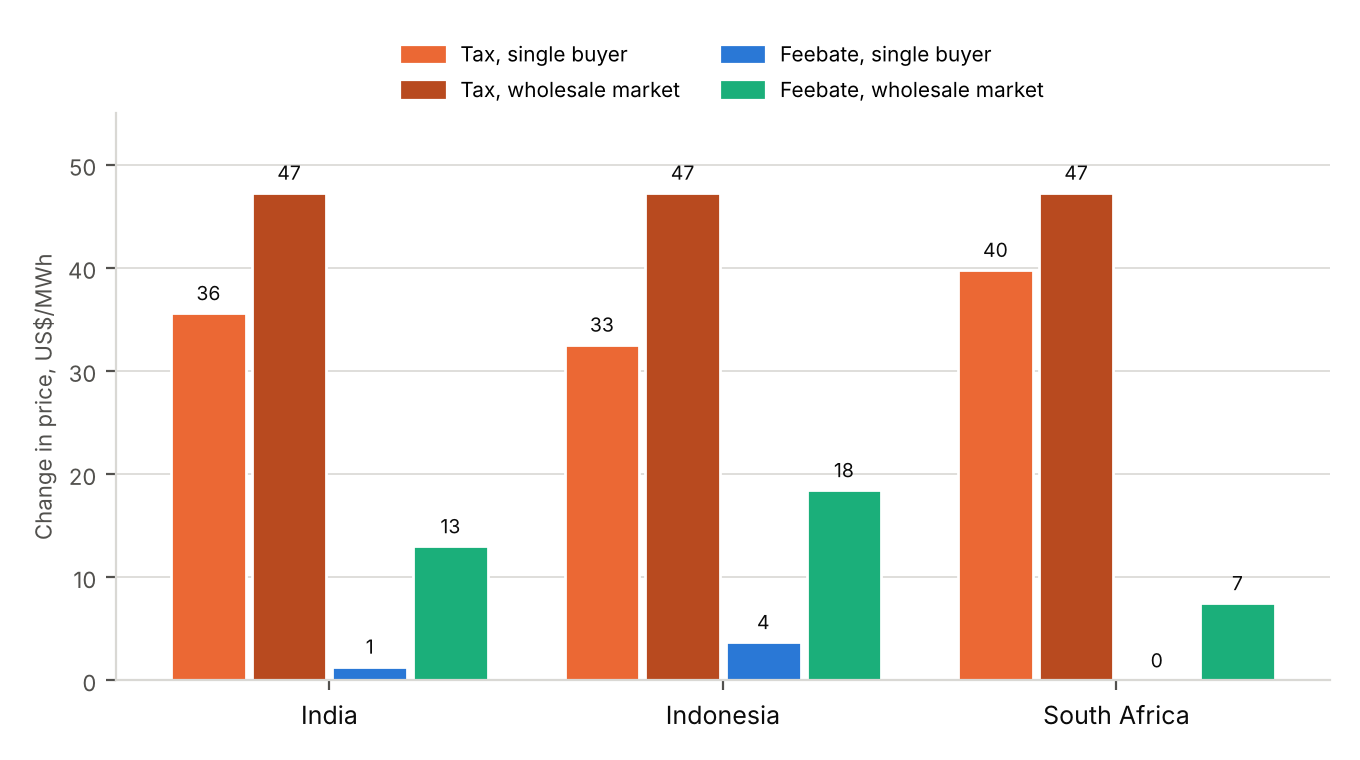 Tax, single buyer
Tax, wholesale market
Feebate, single buyer
Feebate, wholesale market
Change in price, US$/MWh
50
40
30
20
10
0
36
47
1
13
33
47
4
18
40
47
0
7
India
Indonesia
South Africa